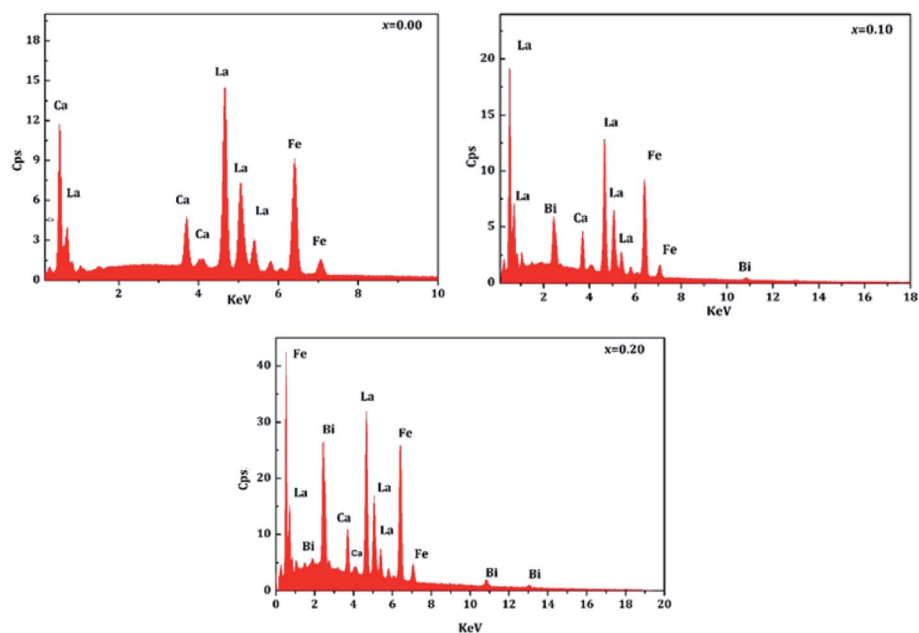 x=0.00
18
15
12
9
6
3
0
Cps
Ca
La
Ca
Ca
La
La
La
Fe
Fe
2
4
6
8
10
KeV
x=0.10
20
15
10
5
0
Cps
La
La
Bi
Ca
La
La
La
Fe
Fe
Bi
2
4
6
8
10
12
14
16
18
KeV
x=0.20
40
30
20
10
0
Cps
Fe
La
Bi
Bi
Ca
Ca
La
La
La
Fe
Fe
Bi
Bi
0
2
4
6
8
10
12
14
16
18
20
KeV